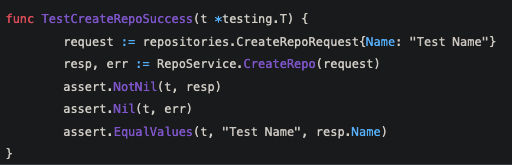 func TestCreateRepoSuccess(t *testing.T) {
        request := repositories.CreateRepoRequest{Name: "Test Name"}
        resp, err := RepoService.CreateRepo(request)
        assert.NotNil(t, resp)
        assert.Nil(t, err)
        assert.EqualValues(t, "Test Name", resp.Name)
}